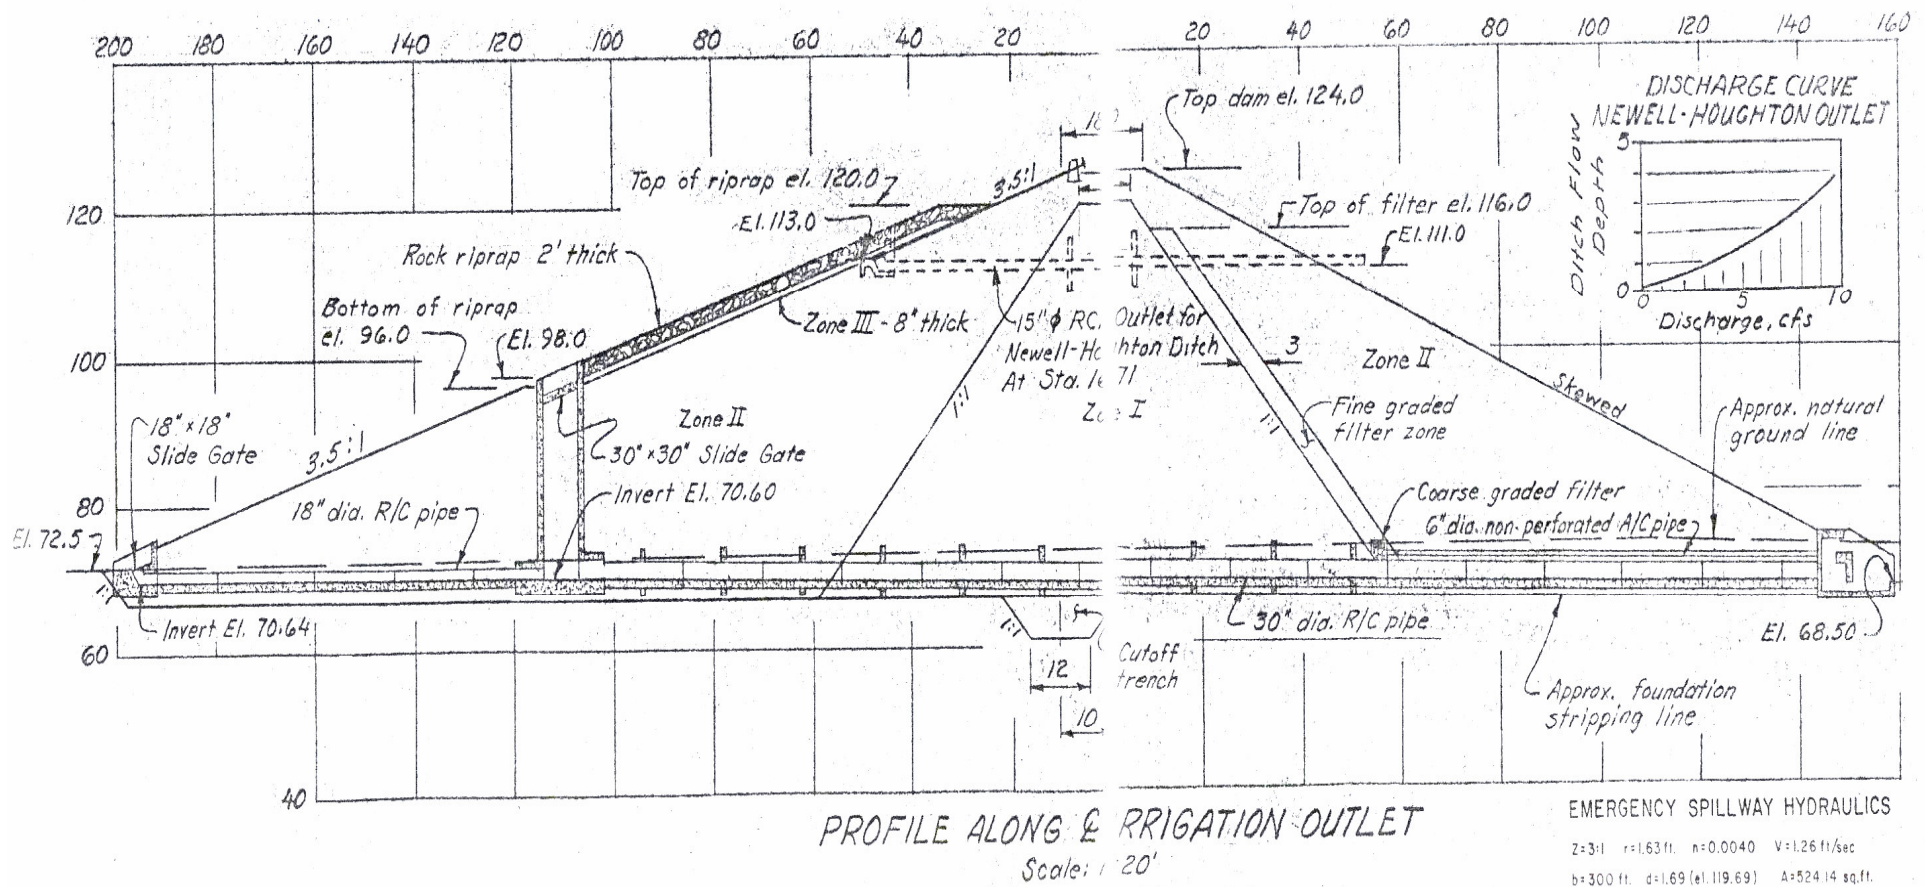 200 180 160 140 120 100 80 60 40 20 20 40 60 80 100 120 140 160
DISCHARGE CURVE
NEWELL-HOUGHTON OUTLET
Ditch Flow
Depth
5
0
0 5 10
Discharge, cfs
Top dam el. 124.0
Top of riprap el. 120.0
3.5:1
El. 113.0
Top of filter el. 116.0
El. 111.0
120
Rock riprap 2' thick
Bottom of riprap
el. 96.0
El. 98.0
Zone III - 8" thick
15" ϕ RC. Outlet for
Newell-Ho hton Ditch
At Sta. 71
Zo e I
3
Zone II
100
18" x 18"
Slide Gate
3.5:1
Zone II
30" x 30" Slide Gate
1:1
1:1
Fine graded
filter zone
Skewed
Approx. natural
ground line
Invert El. 70.60
18" dia. R/C pipe
80
El. 72.5
Coarse graded filter
6" dia. non-perforated A/C pipe
1:1
Invert El. 70.64
1:1
30" dia. R/C pipe
El. 68.50
60
12
Cutoff
trench
10
Approx. foundation
stripping line
40
PROFILE ALONG ℄ RRIGATION OUTLET
Scale: 20'
EMERGENCY SPILLWAY HYDRAULICS
Z=3:1 r=1.63 ft. n=0.0040 V=1.26 ft/sec
b=300 ft. d=1.69 (el. 119.69) A=524.14 sq.ft.